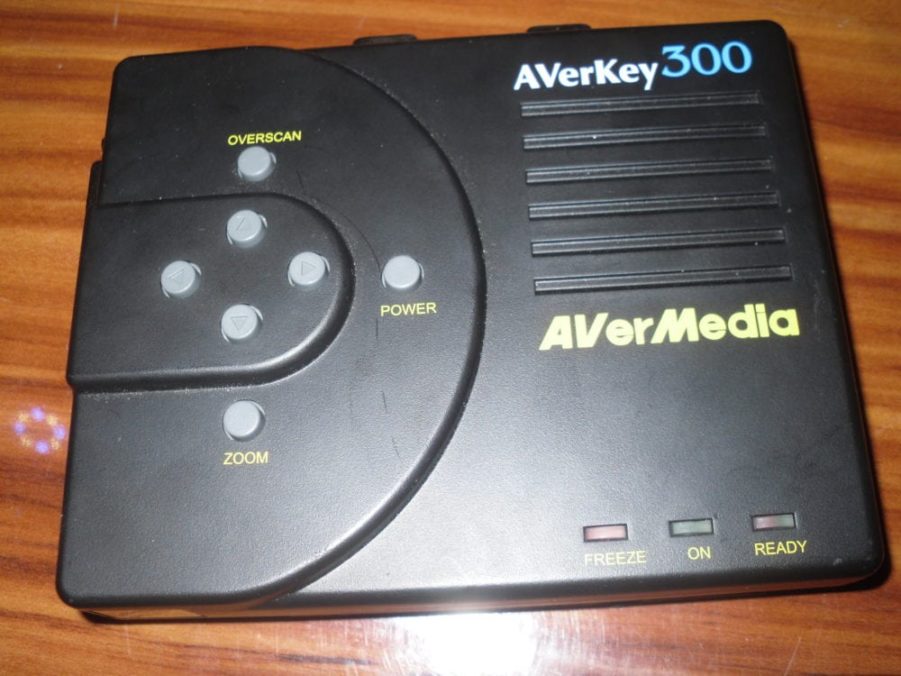 AVerKey300
OVERSCAN
POWER
AVerMedia
ZOOM
FREEZE
ON
READY